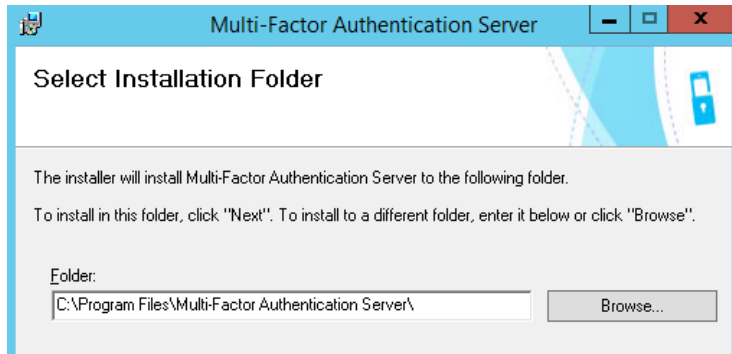 Multi-Factor Authentication Server
Select Installation Folder
The installer will install Multi-Factor Authentication Server to the following folder.
To install in this folder, click "Next". To install to a different folder, enter it below or click "Browse".
Folder:
C:\Program Files\Multi-Factor Authentication Server\
Browse...